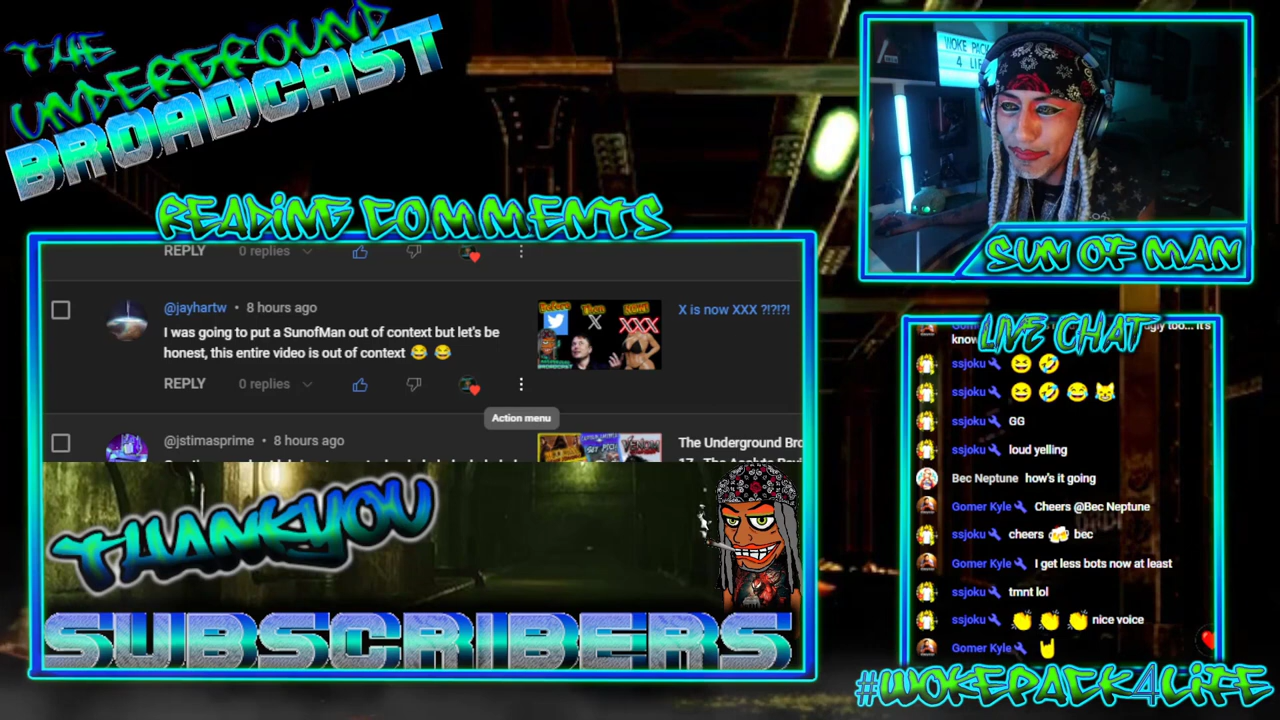 THE
UNDERGROUND
BROADCAST
WOKE PACK
4 LIFE
SUN OF MAN
READING COMMENTS
REPLY 0 replies
@jayhartw • 8 hours ago
I was going to put a SunofMan out of context but let's be
honest, this entire video is out of context 😂 😂
REPLY 0 replies
Before Then Now
X XXX
X is now XXX ?!?!?!
Action menu
@jstimasprime • 8 hours ago
The Underground Bro
THANKYOU
SUBSCRIBERS
LIVE CHAT
ssjoku 😆 🤣
ssjoku 😆 🤣 😂 😹
ssjoku GG
ssjoku loud yelling
Bec Neptune how's it going
Gomer Kyle Cheers @Bec Neptune
ssjoku cheers 🍻 bec
Gomer Kyle I get less bots now at least
ssjoku tmnt lol
ssjoku 👏 👏 👏 nice voice
Gomer Kyle 🤘
#WOKEPACK4LIFE